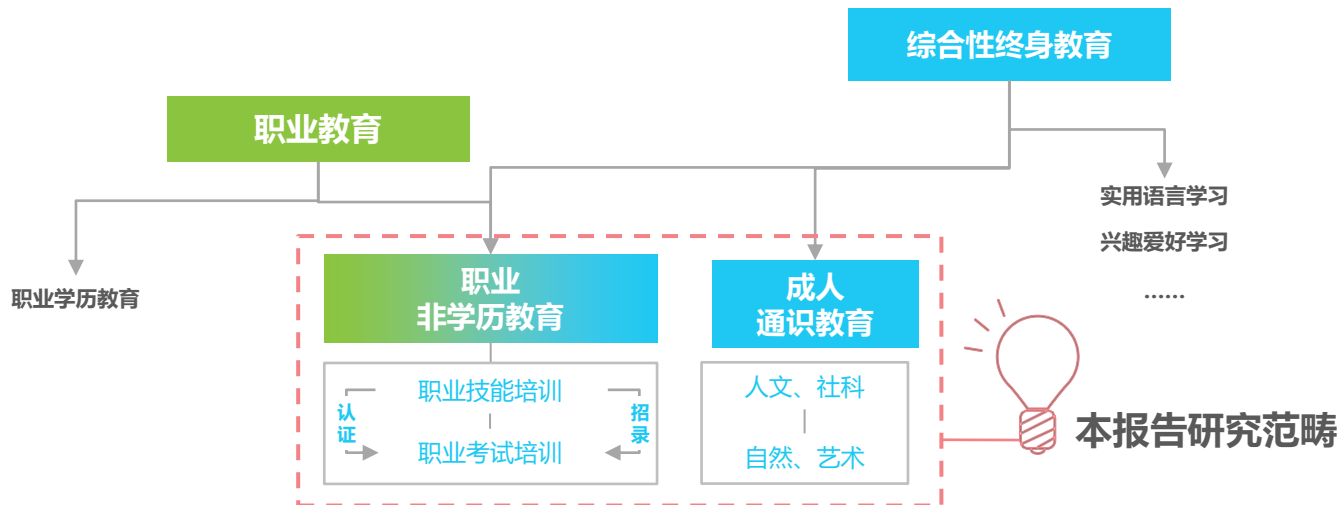 综合性终身教育
职业教育
实用语言学习
兴趣爱好学习
......
职业学历教育
职业
非学历教育
成人
通识教育
职业技能培训
认证
招录
职业考试培训
人文、社科
自然、艺术
本报告研究范畴